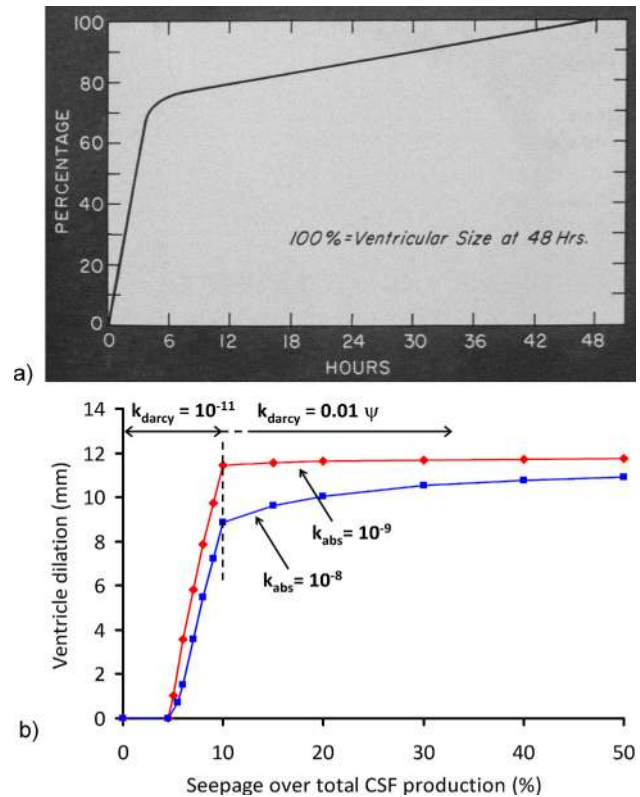 100
80
60
40
20
0
PERCENTAGE
100%=Ventricular Size at 48 Hrs.
0 6 12 18 24 30 36 42 48
HOURS
a)
k_darcy = 10^-11
k_darcy = 0.01 ψ
14
12
10
8
6
4
2
0
Ventricle dilation (mm)
k_abs = 10^-9
k_abs = 10^-8
b)
0 10 20 30 40 50
Seepage over total CSF production (%)